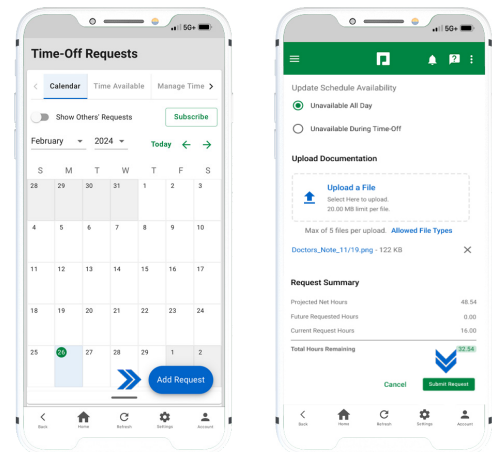 5G+
Time-Off Requests
Calendar Time Available Manage Time
Show Others' Requests Subscribe
February 2024 Today
S M T W T F S
28 29 30 31 1 2 3
4 5 6 7 8 9 10
11 12 13 14 15 16 17
18 19 20 21 22 23 24
25 26 27 28 29 1 2
Add Request
Back Home Refresh Settings Account
5G+
Update Schedule Availability
Unavailable All Day
Unavailable During Time-Off
Upload Documentation
Upload a File
Select Here to upload.
20.00 MB limit per file.
Max of 5 files per upload. Allowed File Types
Doctors_Note_11/19.png - 122 KB
Request Summary
Projected Net Hours 48.54
Future Requested Hours 0.00
Current Request Hours 16.00
Total Hours Remaining 32.54
Cancel Submit Request
Back Home Refresh Settings Account